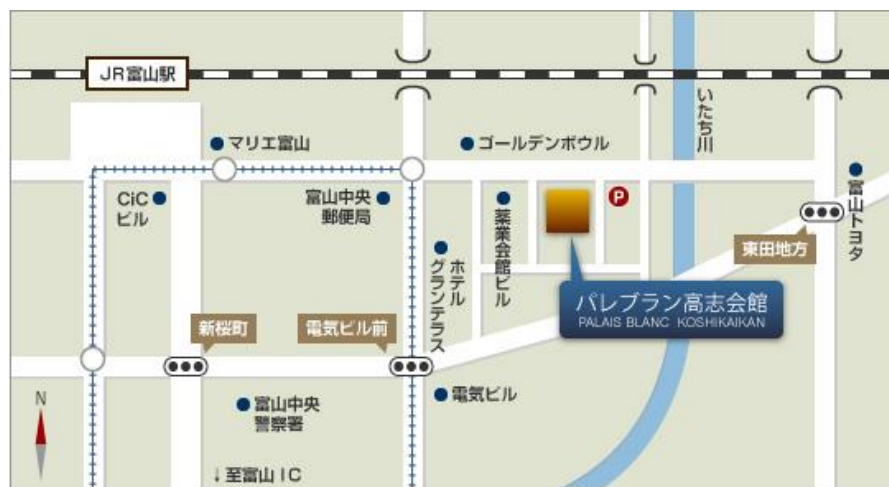 JR富山駅
マリエ富山
ゴールデンボウル
いたち川
CiC
ビル
富山中央
郵便局
薬業会館ビル
P
富山トヨタ
東田地方
ホテル
グランテラス
パレブラン高志会館
PALAIS BLANC KOSHIKAIKAN
新桜町
電気ビル前
N
富山中央
警察署
電気ビル
↓至富山IC